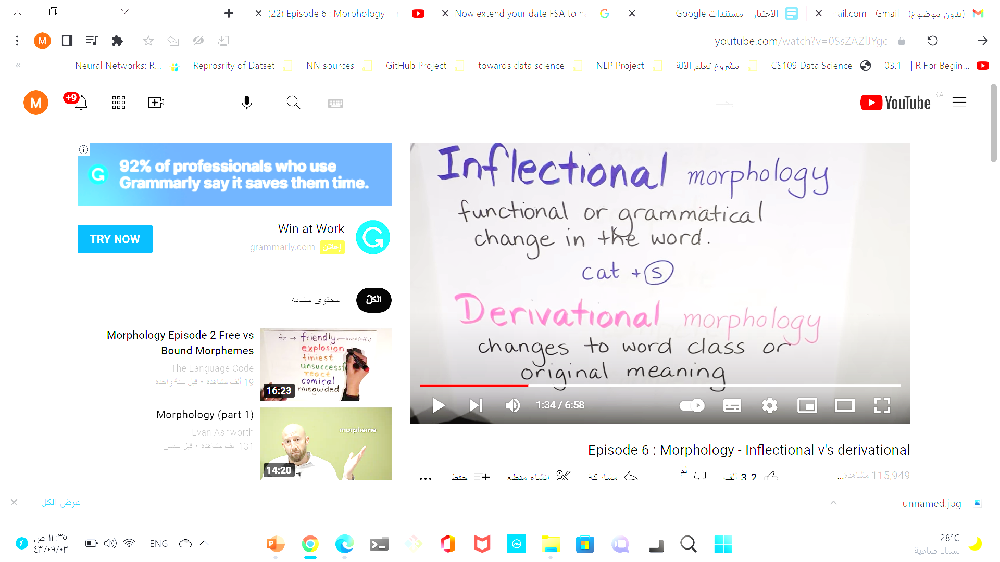 (22) Episode 6 : Morphology - I
Now extend your date FSA to ha
الاختبار - مستندات Google
(بدون موضوع) - ail.com - Gmail
youtube.com/watch?v=0SsZAZlJYgc
Neural Networks: R...
Reprosrity of Datset
NN sources
GitHub Project
towards data science
NLP Project
مشروع تعلم الالة
CS109 Data Science
03.1 - | R For Begin...
M
+9
YouTube
SA
92% of professionals who use
Grammarly say it saves them time.
TRY NOW
Win at Work
grammarly.com
إعلان
الكلّ
محتوى مشابه
Morphology Episode 2 Free vs
Bound Morphemes
The Language Code
19 ألف مشاهدة • قبل سنة واحدة
free → friendly ← bound (suffix)
explosion
tiniest
unsuccessf
react
comical
misguided
16:23
Morphology (part 1)
Evan Ashworth
131 ألف مشاهدة • قبل سنتين
morpheme
14:20
Inflectional morphology
functional or grammatical
change in the word.
cat + s
Derivational morphology
changes to word class or
original meaning
1:34 / 6:58
Episode 6 : Morphology - Inflectional v's derivational
115,949 مشاهدة...
3.2 ألف
لم
مشاركة
إنشاء مقطع
حفظ
...
عرض الكل
unnamed.jpg
٤
١٢:٣٥ ص
٤٣/٠٩/٠٣
ENG
28°C
سماء صافية